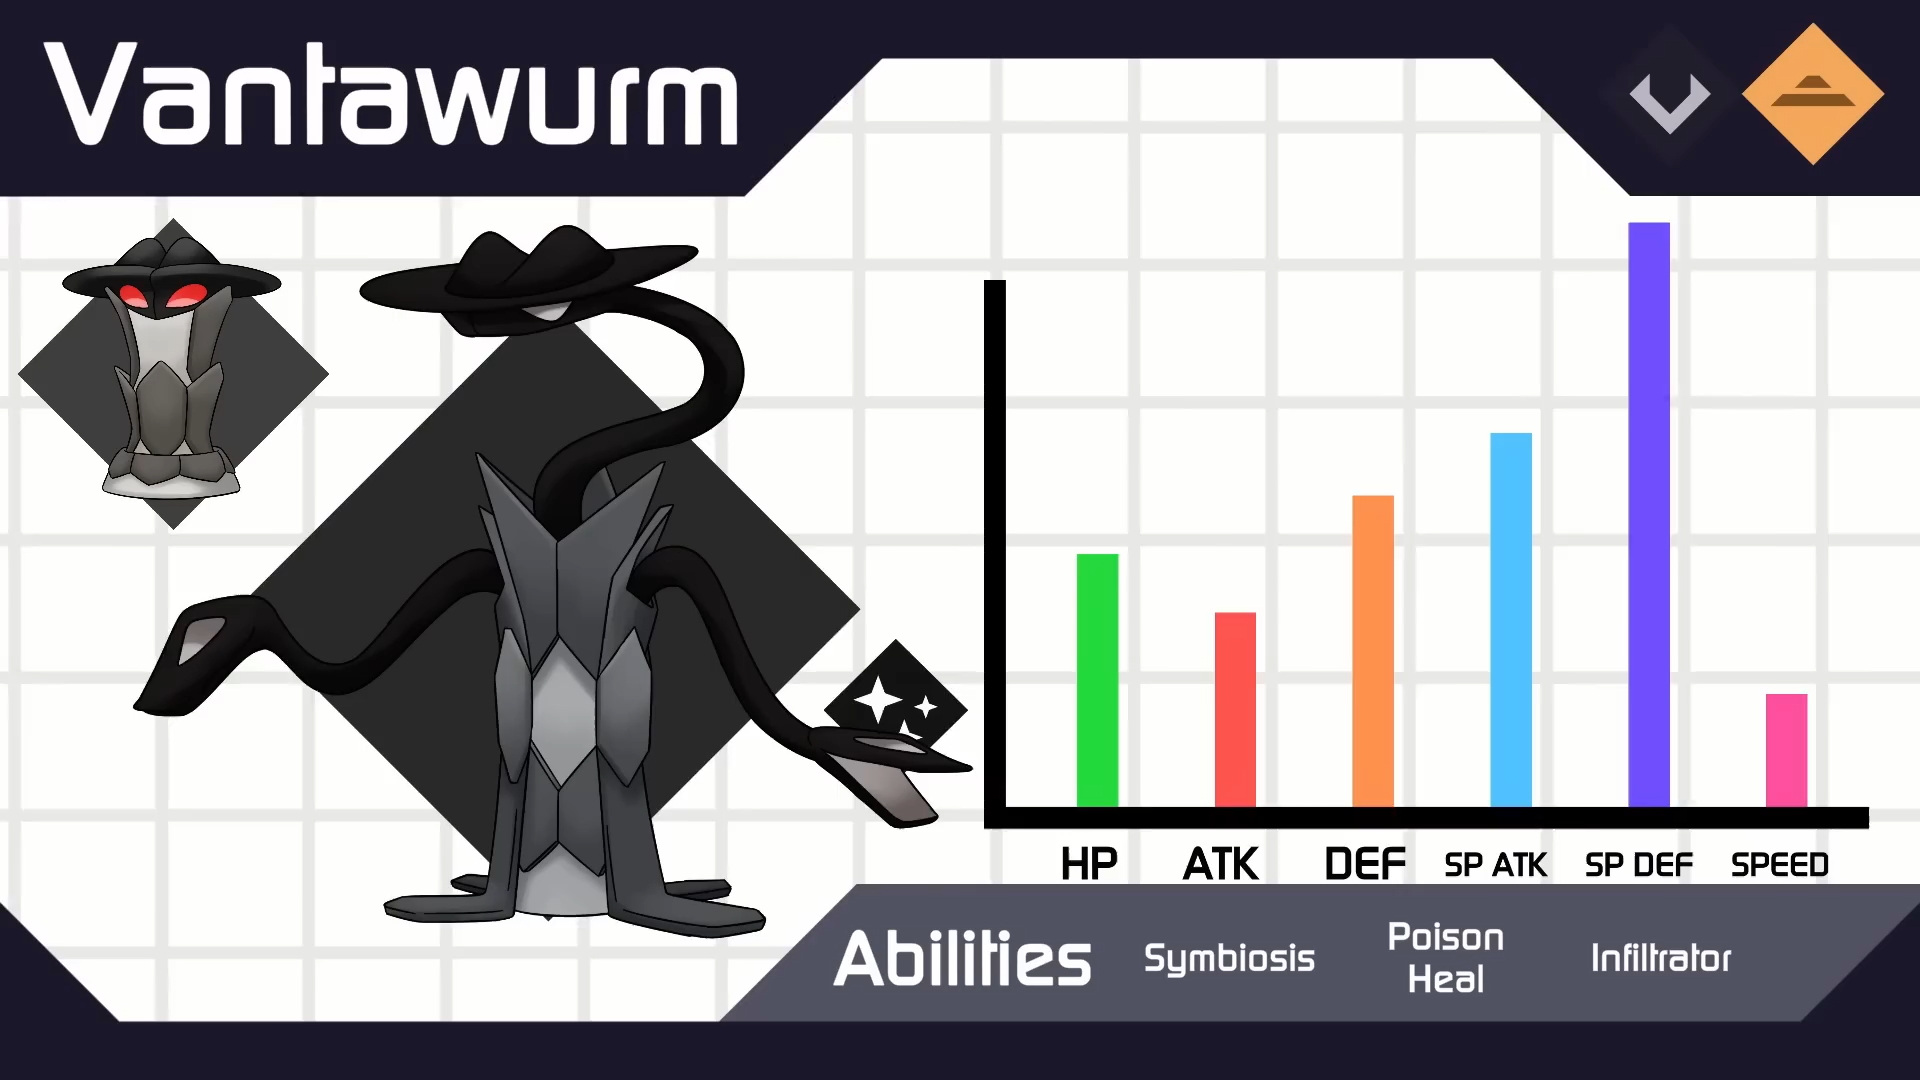 Vantawurm
HP ATK DEF SP ATK SP DEF SPEED
Abilities
Symbiosis
Poison
Heal
Infiltrator